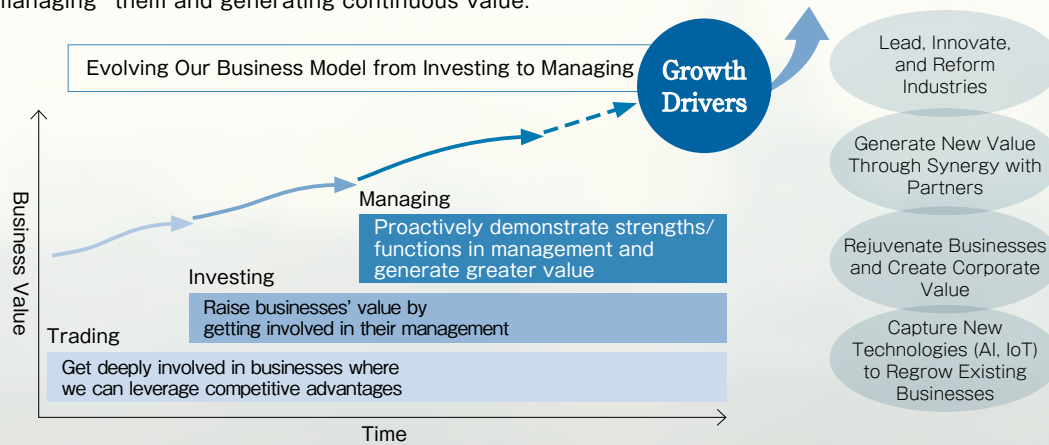 managing" them and generating continuous value.
Evolving Our Business Model from Investing to Managing
Growth
Drivers
Lead, Innovate,
and Reform
Industries
Generate New Value
Through Synergy with
Partners
Rejuvenate Businesses
and Create Corporate
Value
Capture New
Technologies (AI, IoT)
to Regrow Existing
Businesses
Business Value
Managing
Proactively demonstrate strengths/
functions in management and
generate greater value
Investing
Raise businesses’ value by
getting involved in their management
Trading
Get deeply involved in businesses where
we can leverage competitive advantages
Time